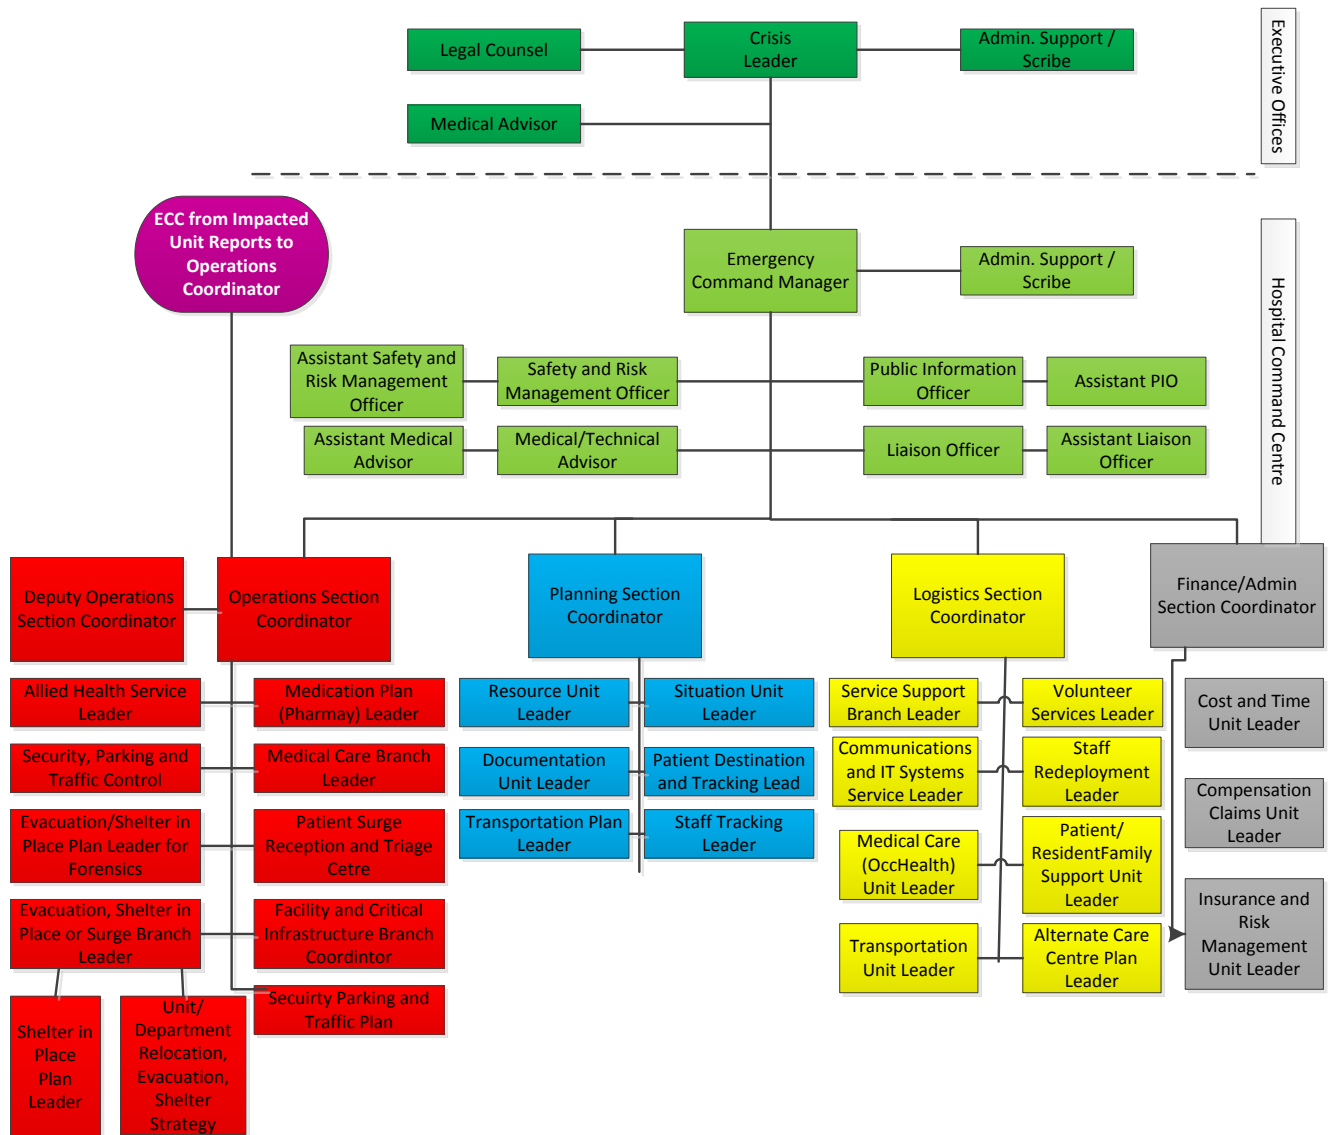 Legal Counsel
Crisis
Leader
Admin. Support /
Scribe
Executive Offices
Medical Advisor
ECC from Impacted
Unit Reports to
Operations
Coordinator
Emergency
Command Manager
Admin. Support /
Scribe
Hospital Command Centre
Assistant Safety and
Risk Management
Officer
Safety and Risk
Management Officer
Public Information
Officer
Assistant PIO
Assistant Medical
Advisor
Medical/Technical
Advisor
Liaison Officer
Assistant Liaison
Officer
Deputy Operations
Section Coordinator
Operations Section
Coordinator
Planning Section
Coordinator
Logistics Section
Coordinator
Finance/Admin
Section Coordinator
Allied Health Service
Leader
Medication Plan
(Pharmay) Leader
Security, Parking and
Traffic Control
Medical Care Branch
Leader
Evacuation/Shelter in
Place Plan Leader for
Forensics
Patient Surge
Reception and Triage
Cetre
Evacuation, Shelter in
Place or Surge Branch
Leader
Facility and Critical
Infrastructure Branch
Coordintor
Shelter in
Place
Plan
Leader
Unit/
Department
Relocation,
Evacuation,
Shelter
Strategy
Secuirty Parking and
Traffic Plan
Resource Unit
Leader
Situation Unit
Leader
Documentation
Unit Leader
Patient Destination
and Tracking Lead
Transportation Plan
Leader
Staff Tracking
Leader
Service Support
Branch Leader
Volunteer
Services Leader
Communications
and IT Systems
Service Leader
Staff
Redeployment
Leader
Medical Care
(OccHealth)
Unit Leader
Patient/
ResidentFamily
Support Unit
Leader
Transportation
Unit Leader
Alternate Care
Centre Plan
Leader
Cost and Time
Unit Leader
Compensation
Claims Unit
Leader
Insurance and
Risk
Management
Unit Leader